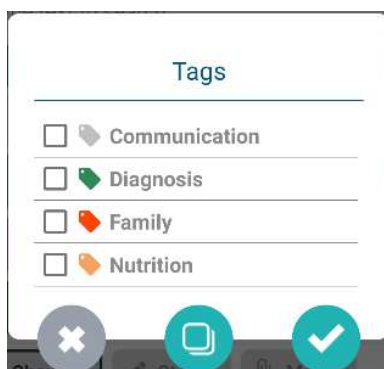 Tags
Communication
Diagnosis
Family
Nutrition